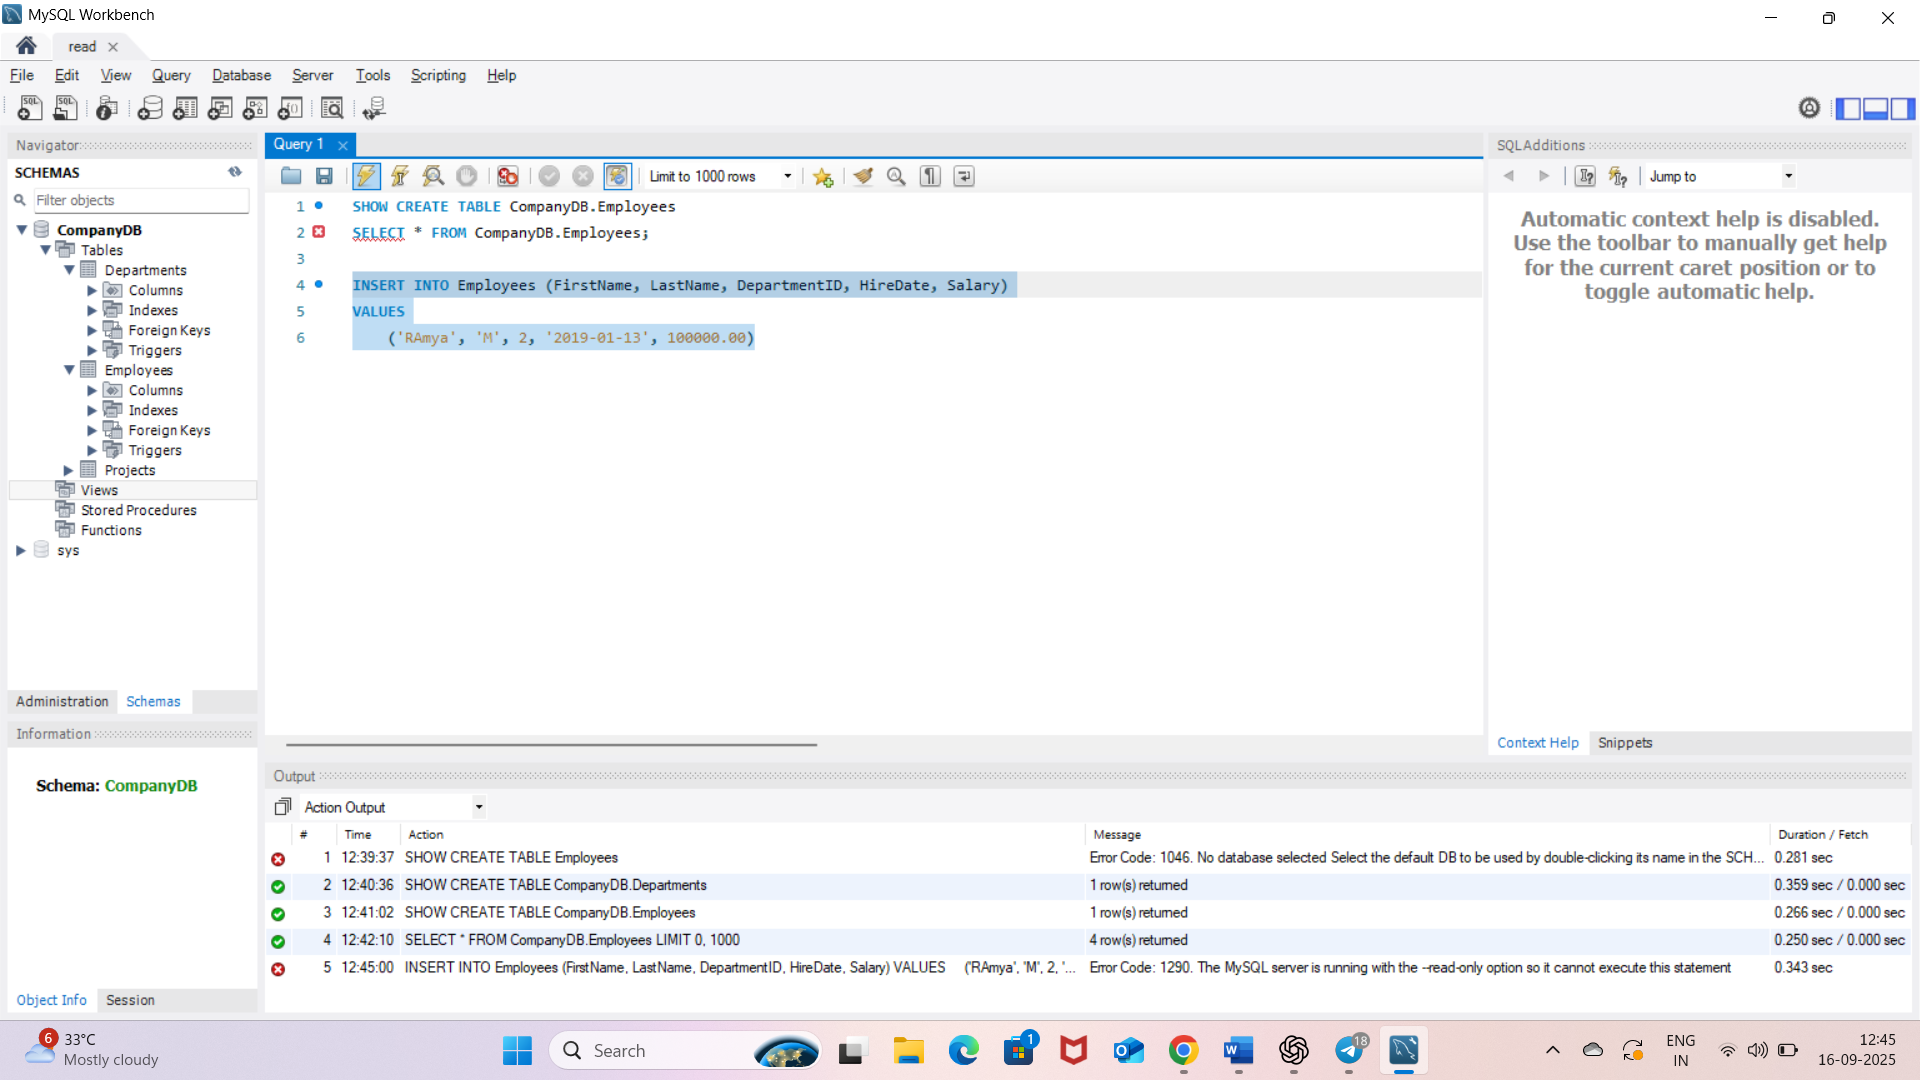 MySQL Workbench
read
File Edit View Query Database Server Tools Scripting Help
Navigator
SCHEMAS
Filter objects
CompanyDB
Tables
Departments
Columns
Indexes
Foreign Keys
Triggers
Employees
Columns
Indexes
Foreign Keys
Triggers
Projects
Views
Stored Procedures
Functions
sys
Administration Schemas
Information
Schema: CompanyDB
Object Info Session
Query 1
Limit to 1000 rows
1 SHOW CREATE TABLE CompanyDB.Employees
2 SELECT * FROM CompanyDB.Employees;
3
4 INSERT INTO Employees (FirstName, LastName, DepartmentID, HireDate, Salary)
5 VALUES
6 ('RAmya', 'M', 2, '2019-01-13', 100000.00)
SQLAdditions
Jump to
Automatic context help is disabled.
Use the toolbar to manually get help
for the current caret position or to
toggle automatic help.
Context Help Snippets
Output
Action Output
# Time Action Message Duration / Fetch
1 12:39:37 SHOW CREATE TABLE Employees Error Code: 1046. No database selected Select the default DB to be used by double-clicking its name in the SCH... 0.281 sec
2 12:40:36 SHOW CREATE TABLE CompanyDB.Departments 1 row(s) returned 0.359 sec / 0.000 sec
3 12:41:02 SHOW CREATE TABLE CompanyDB.Employees 1 row(s) returned 0.266 sec / 0.000 sec
4 12:42:10 SELECT * FROM CompanyDB.Employees LIMIT 0, 1000 4 row(s) returned 0.250 sec / 0.000 sec
5 12:45:00 INSERT INTO Employees (FirstName, LastName, DepartmentID, HireDate, Salary) VALUES ('RAmya', 'M', 2, '... Error Code: 1290. The MySQL server is running with the --read-only option so it cannot execute this statement 0.343 sec
6
33°C
Mostly cloudy
Search
1
18
ENG
IN
12:45
16-09-2025